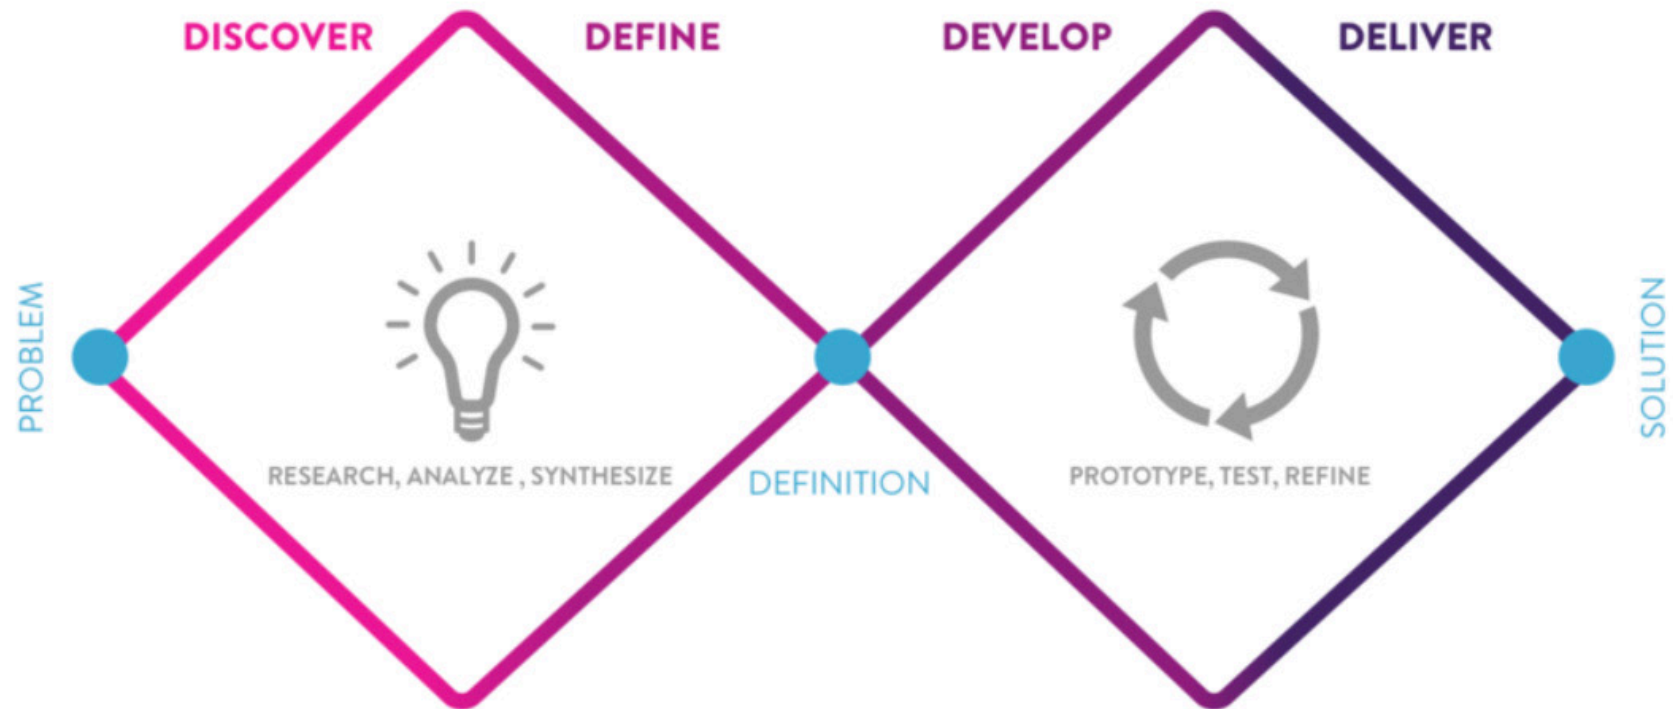 DISCOVER
DEFINE
DEVELOP
DELIVER
PROBLEM
SOLUTION
RESEARCH, ANALYZE , SYNTHESIZE
DEFINITION
PROTOTYPE, TEST, REFINE